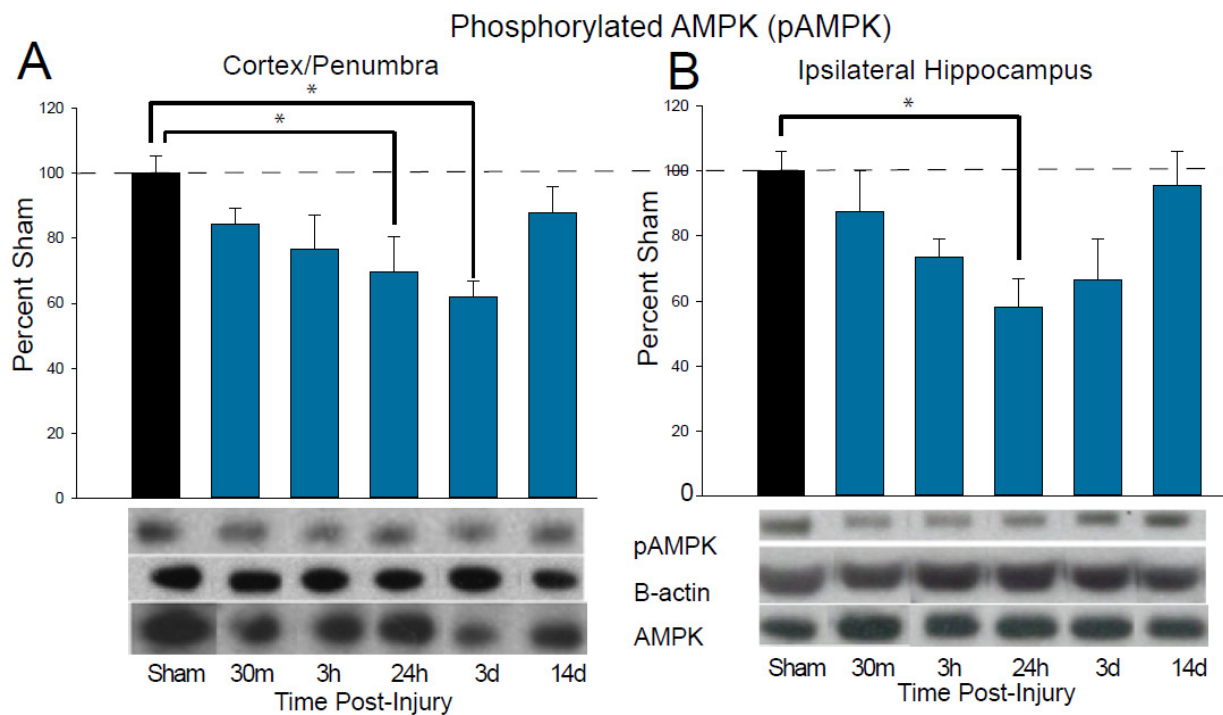 Phosphorylated AMPK (pAMPK)
A
Cortex/Penumbra
*
*
120
100
80
60
40
20
0
Percent Sham
B
Ipsilateral Hippocampus
*
120
100
80
60
40
20
0
Percent Sham
pAMPK
B-actin
AMPK
Sham 30m 3h 24h 3d 14d
Time Post-Injury
Sham 30m 3h 24h 3d 14d
Time Post-Injury